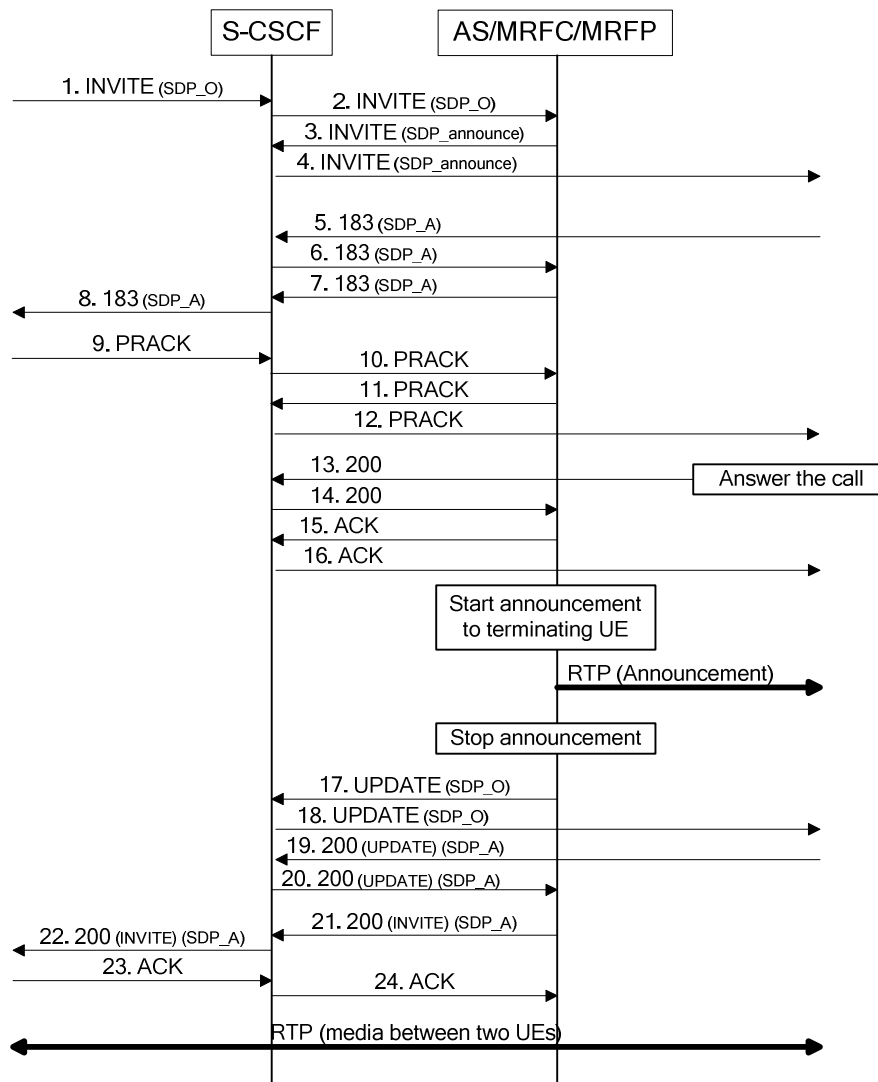 S-CSCF
AS/MRFC/MRFP
1. INVITE (SDP_O)
2. INVITE (SDP_O)
3. INVITE (SDP_announce)
4. INVITE (SDP_announce)
5. 183 (SDP_A)
6. 183 (SDP_A)
7. 183 (SDP_A)
8. 183 (SDP_A)
9. PRACK
10. PRACK
11. PRACK
12. PRACK
13. 200
Answer the call
14. 200
15. ACK
16. ACK
Start announcement
to terminating UE
RTP (Announcement)
Stop announcement
17. UPDATE (SDP_O)
18. UPDATE (SDP_O)
19. 200 (UPDATE) (SDP_A)
20. 200 (UPDATE) (SDP_A)
21. 200 (INVITE) (SDP_A)
22. 200 (INVITE) (SDP_A)
23. ACK
24. ACK
RTP (media between two UEs)